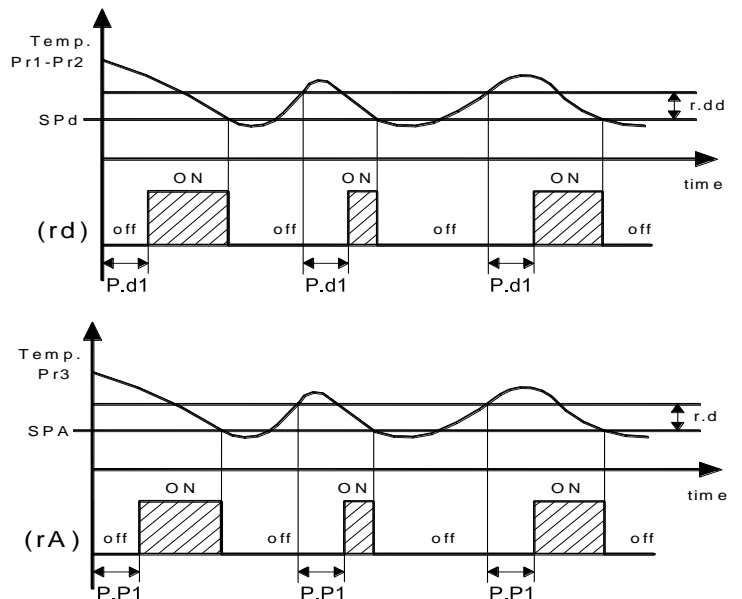 Temp.
Pr1-Pr2
r.dd
SPd
time
ON ON ON
(rd) off off off off
P.d1 P.d1 P.d1
Temp.
Pr3
r.d
SPA
time
ON ON ON
(rA) off off off off
P.P1 P.P1 P.P1